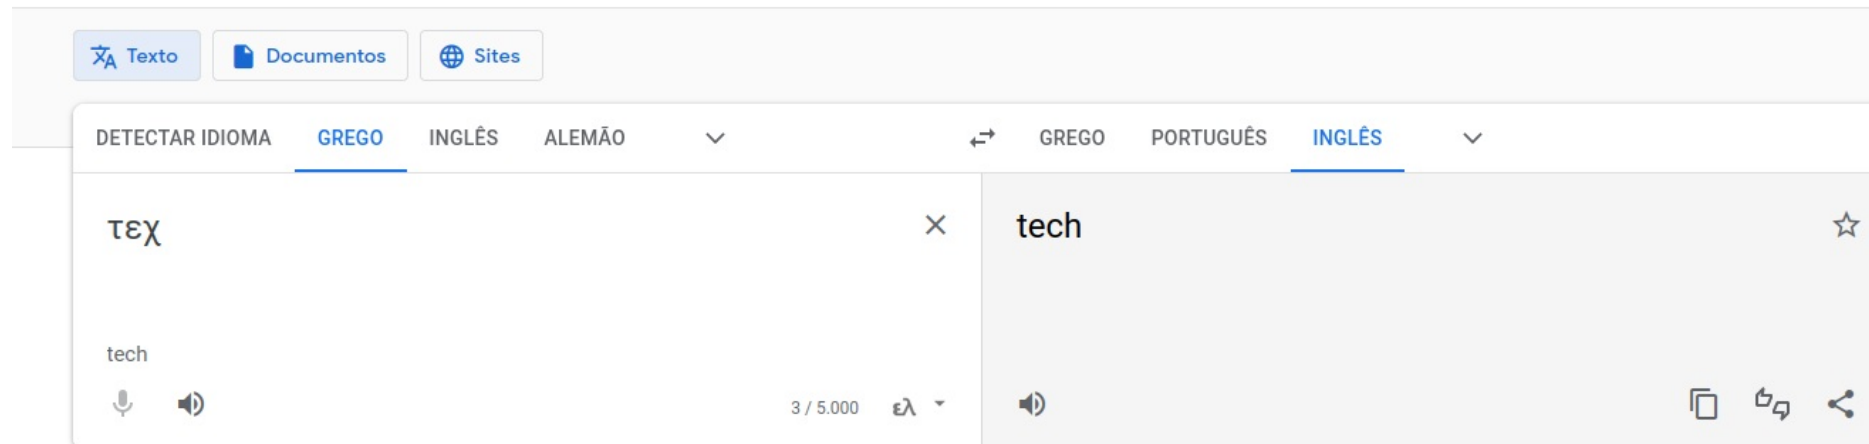 Texto Documentos Sites
DETECTAR IDIOMA GREGO INGLÊS ALEMÃO GREGO PORTUGUÊS INGLÊS
τεχ tech
tech
3 / 5.000 ελ